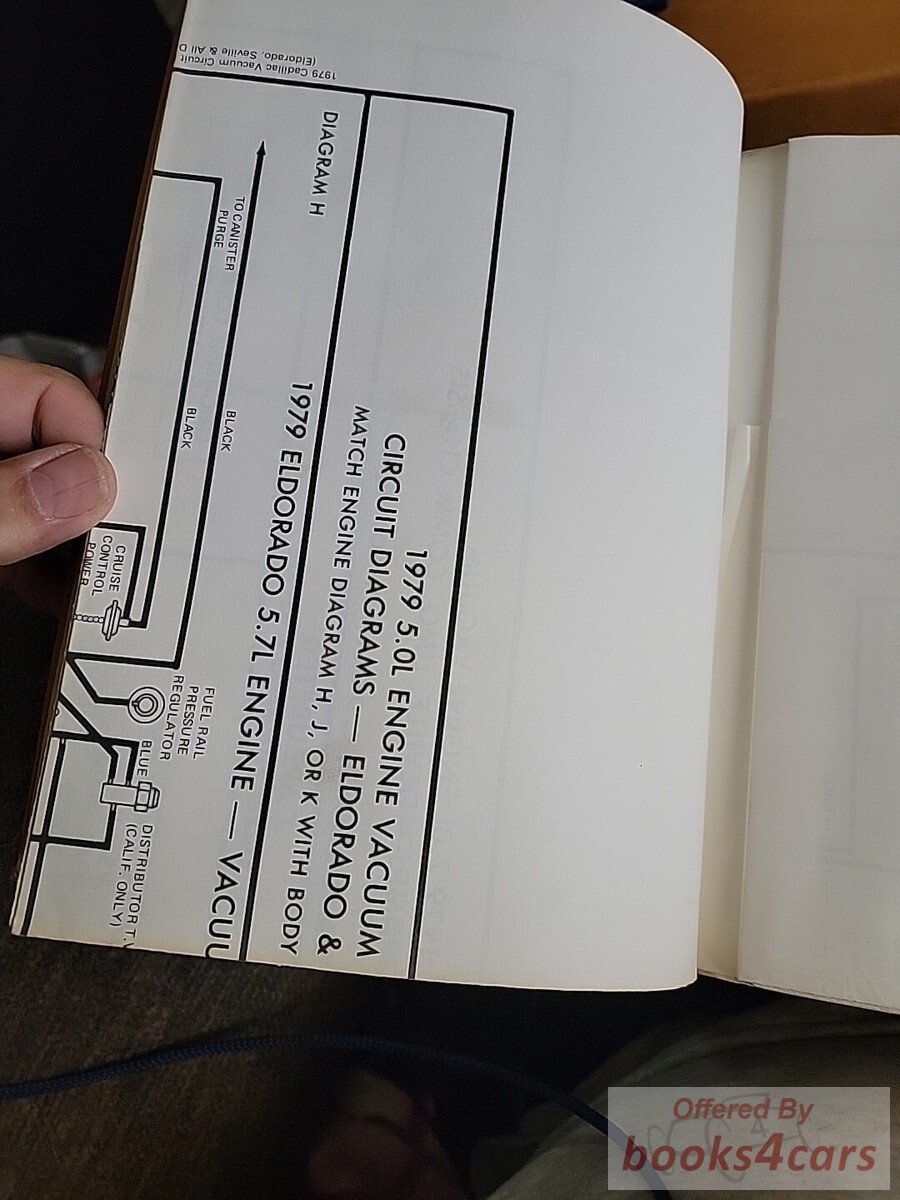 1979 Cadillac Vacuum Circuit
(Eldorado, Seville & All D
1979 5.0L ENGINE VACUUM
CIRCUIT DIAGRAMS — ELDORADO &
MATCH ENGINE DIAGRAM H, J, OR K WITH BODY
DIAGRAM H
1979 ELDORADO 5.7L ENGINE — VACUU
TO CANISTER
PURGE
BLACK
BLACK
CRUISE
CONTROL
POWER
FUEL RAIL
PRESSURE
REGULATOR
BLUE
DISTRIBUTOR T.V
(CALIF. ONLY)
Offered By
books4cars